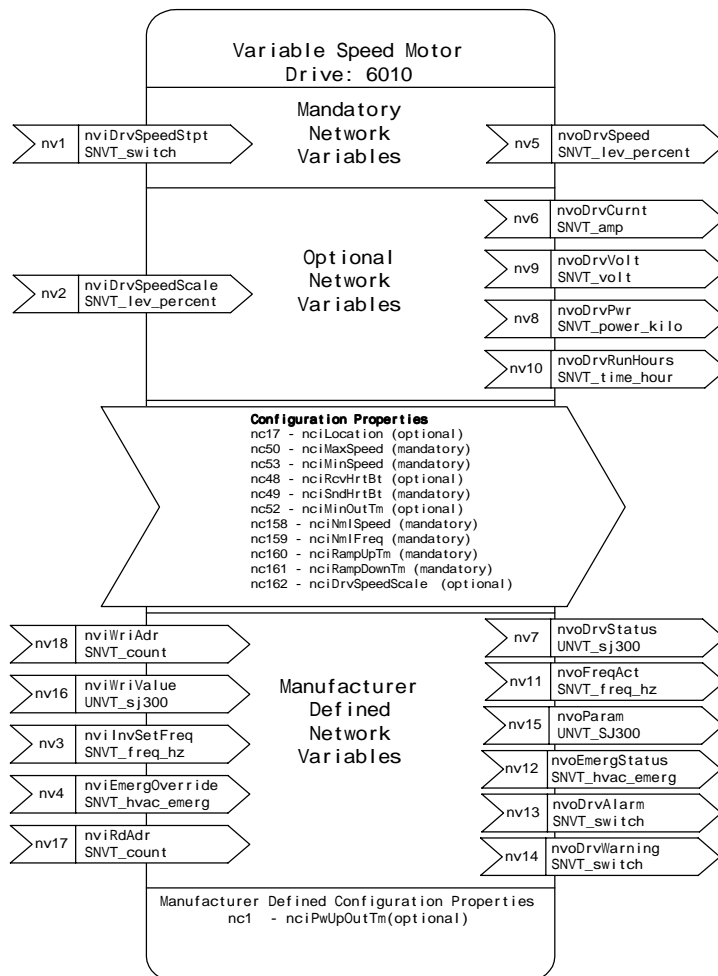 Variable Speed Motor
Drive: 6010
Mandatory
Network
Variables
nv1
nviDrvSpeedStpt
SNVT_switch
nv5
nvoDrvSpeed
SNVT_lev_percent
Optional
Network
Variables
nv2
nviDrvSpeedScale
SNVT_lev_percent
nv6
nvoDrvCurnt
SNVT_amp
nv9
nvoDrvVolt
SNVT_volt
nv8
nvoDrvPwr
SNVT_power_kilo
nv10
nvoDrvRunHours
SNVT_time_hour
Configuration Properties
nc17 - nciLocation (optional)
nc50 - nciMaxSpeed (mandatory)
nc53 - nciMinSpeed (mandatory)
nc48 - nciRcvHrtBt (optional)
nc49 - nciSndHrtBt (mandatory)
nc52 - nciMinOutTm (optional)
nc158 - nciNmlSpeed (mandatory)
nc159 - nciNmlFreq (mandatory)
nc160 - nciRampUpTm (mandatory)
nc161 - nciRampDownTm (mandatory)
nc162 - nciDrvSpeedScale (optional)
Manufacturer
Defined
Network
Variables
nv18
nviWriAdr
SNVT_count
nv16
nviWriValue
UNVT_sj300
nv3
nviInvSetFreq
SNVT_freq_hz
nv4
nviEmergOverride
SNVT_hvac_emerg
nv17
nviRdAdr
SNVT_count
nv7
nvoDrvStatus
UNVT_sj300
nv11
nvoFreqAct
SNVT_freq_hz
nv15
nvoParam
UNVT_SJ300
nv12
nvoEmergStatus
SNVT_hvac_emerg
nv13
nvoDrvAlarm
SNVT_switch
nv14
nvoDrvWarning
SNVT_switch
Manufacturer Defined Configuration Properties
nc1 - nciPwUpOutTm(optional)